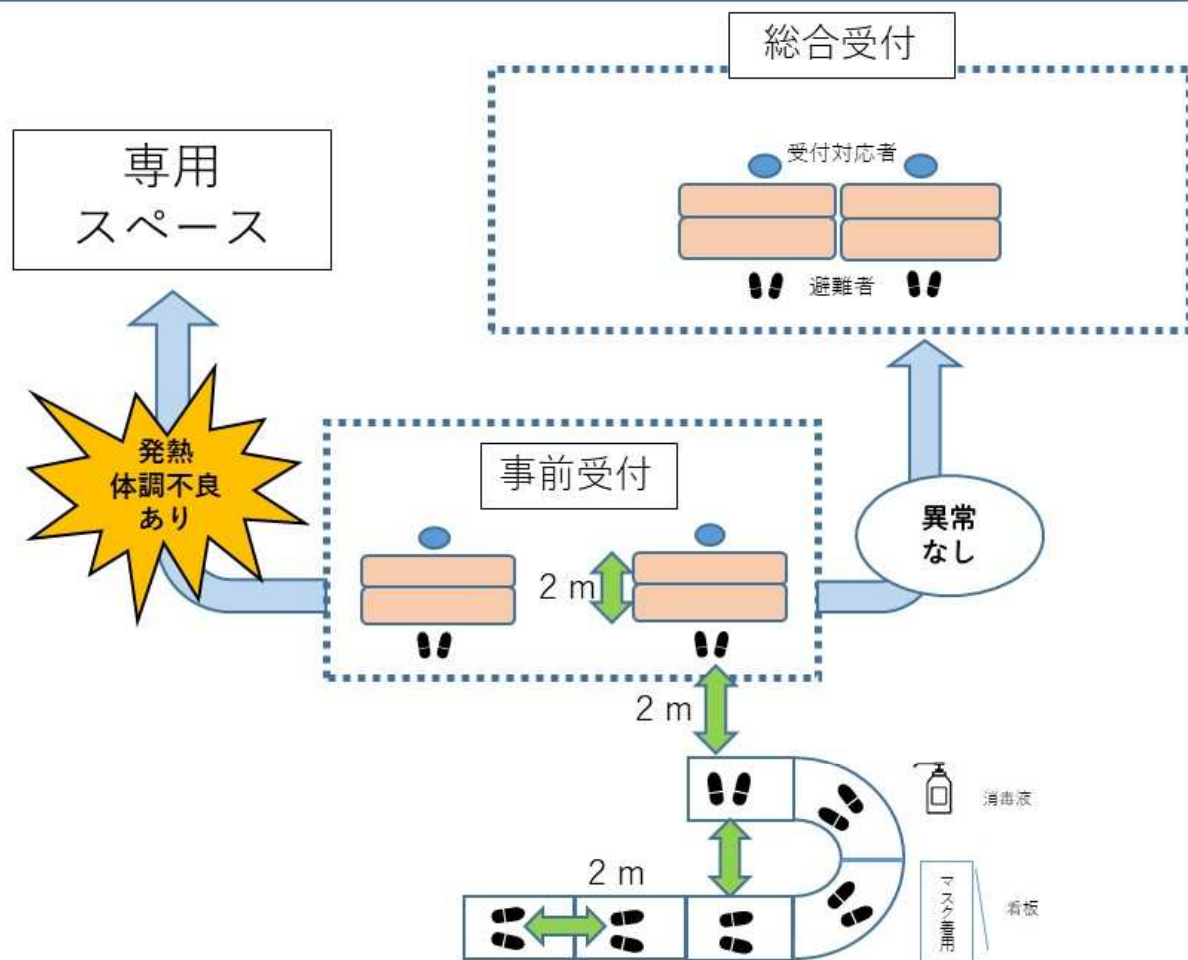 総合受付
専用
スペース
受付対応者
避難者
発熱
体調不良
あり
事前受付
異常
なし
2 m
2 m
消毒液
2 m
マスク着用
看板